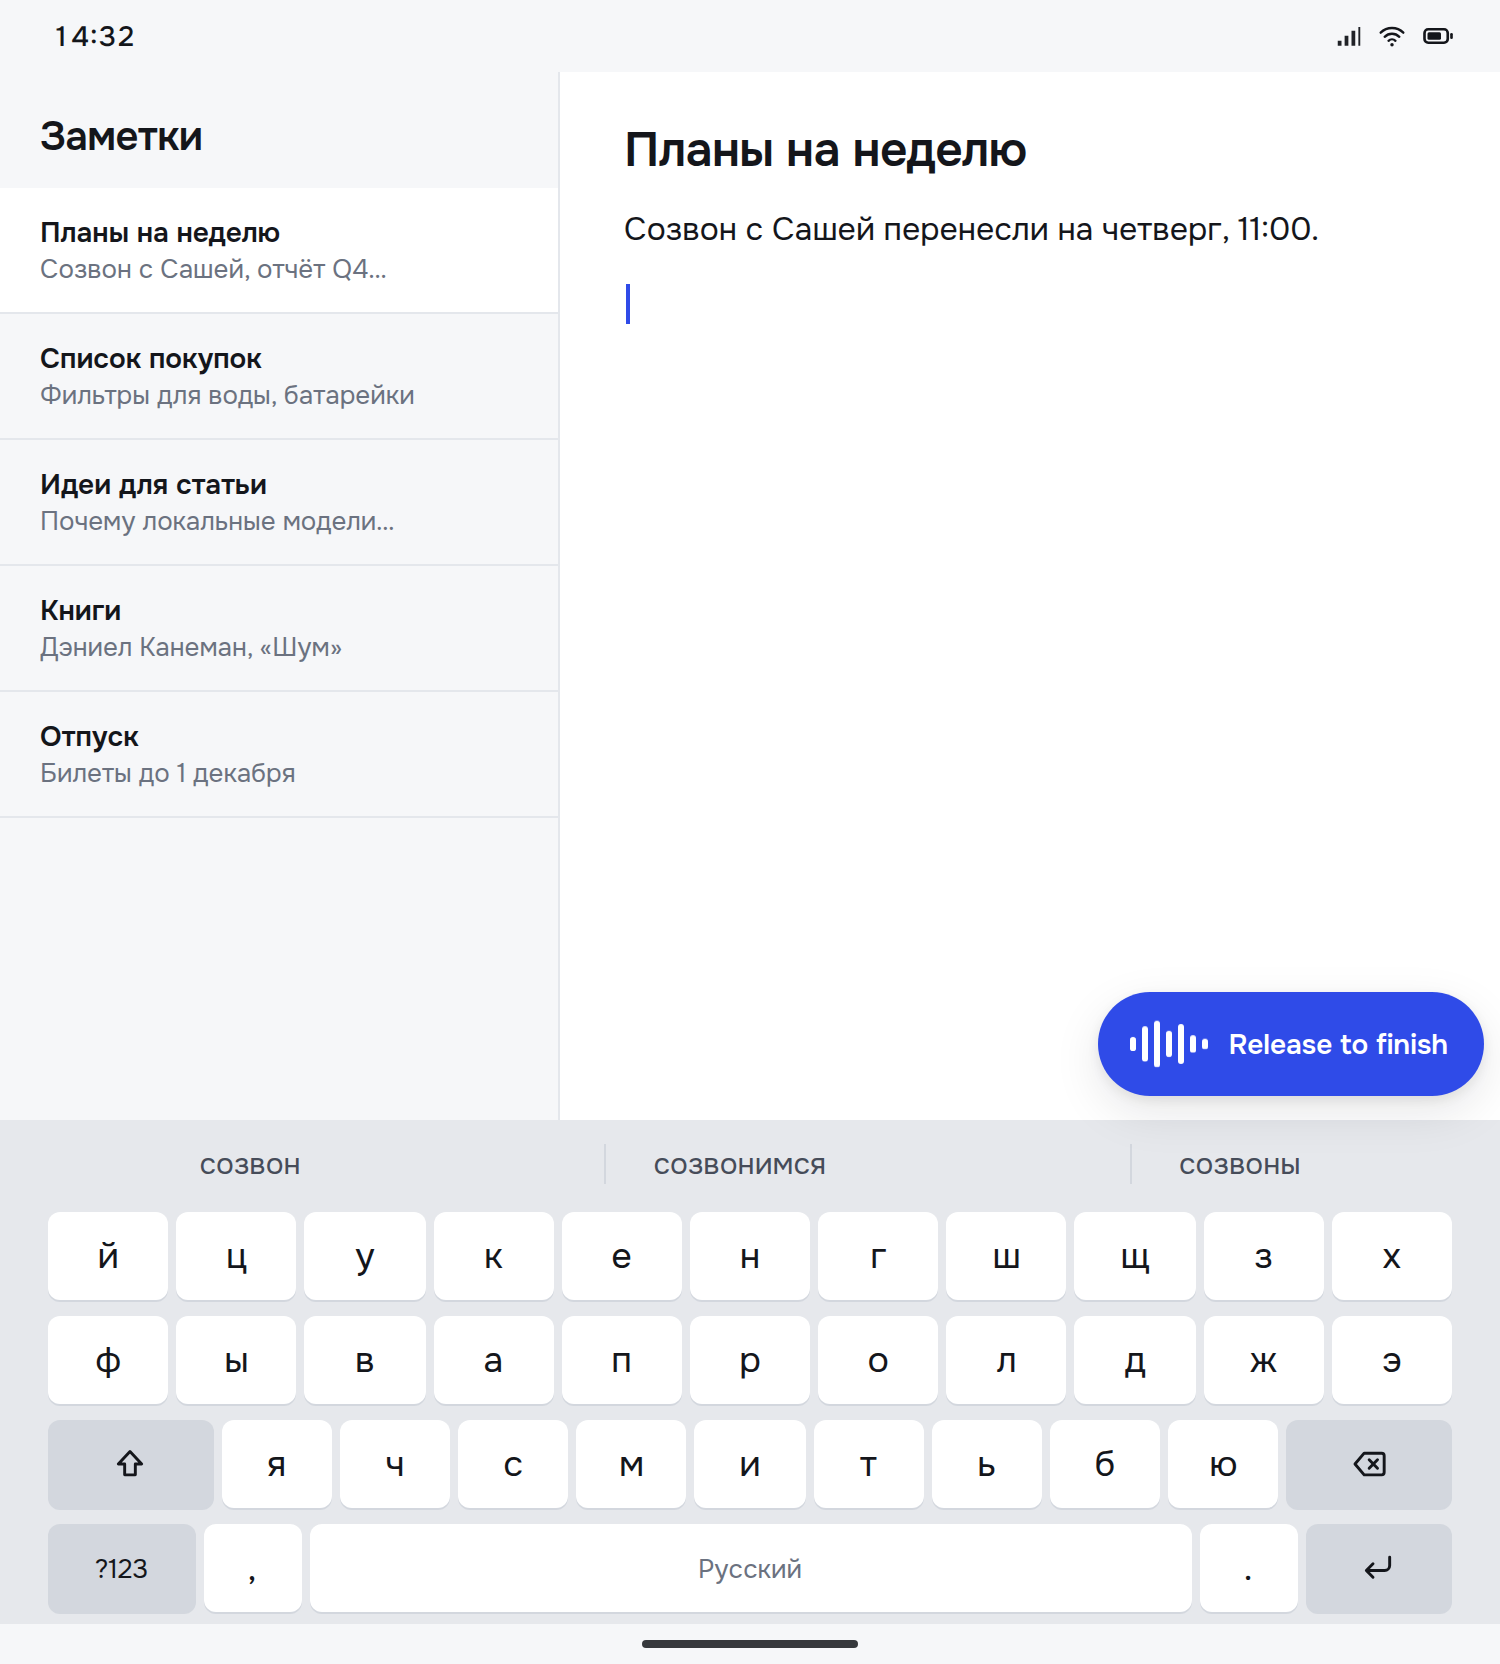 14:32
Заметки
Планы на неделю
Созвон с Сашей, отчёт Q4...
Список покупок
Фильтры для воды, батарейки
Идеи для статьи
Почему локальные модели...
Книги
Дэниел Канеман, «Шум»
Отпуск
Билеты до 1 декабря
Планы на неделю
Созвон с Сашей перенесли на четверг, 11:00.
Release to finish
созвон созвонимся созвоны
й ц у к е н г ш щ з х
ф ы в а п р о л д ж э
я ч с м и т ь б ю
?123 , Русский .